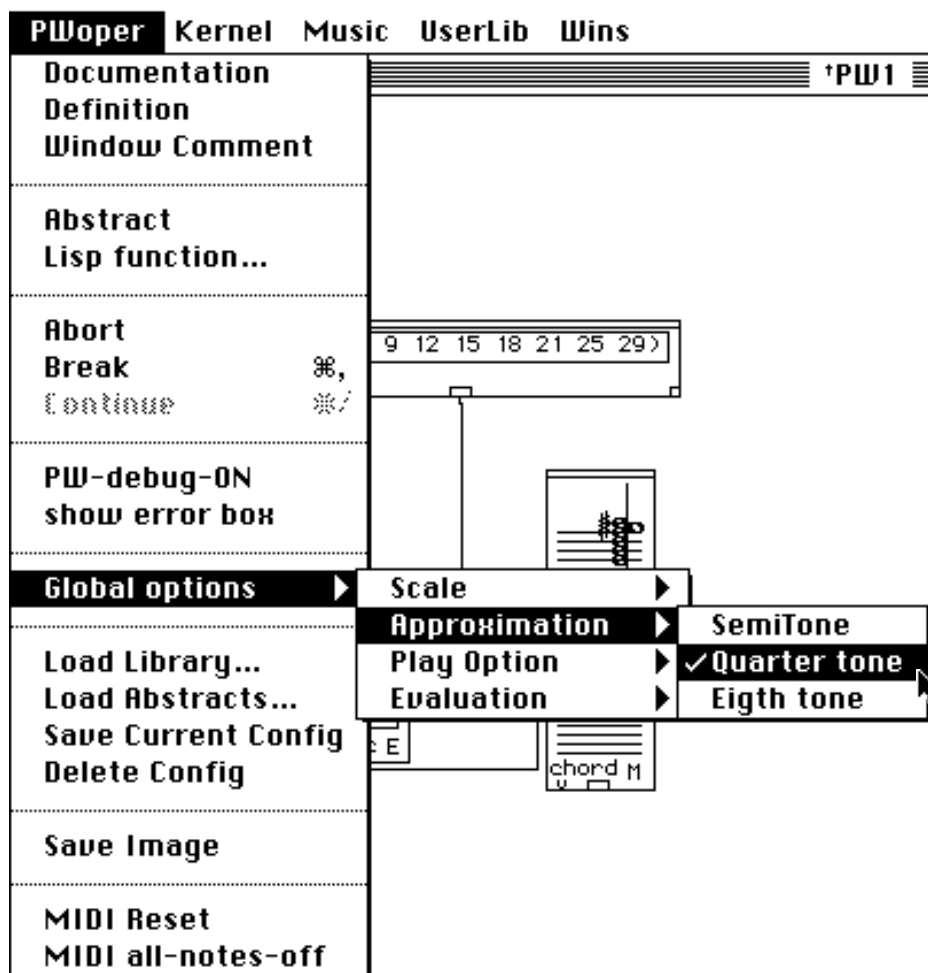 PWoper Kernel Music UserLib Wins
Documentation
†PW1
Definition
Window Comment
Abstract
Lisp function...
Abort
9 12 15 18 21 25 29)
Break ⌘,
Continue ⌘/
PW-debug-ON
show error box
Global options
Scale
Approximation
SemiTone
Load Library...
Play Option
✓Quarter tone
Load Abstracts...
Evaluation
Eigth tone
Save Current Config
E
Delete Config
chord M
Save Image
MIDI Reset
MIDI all-notes-off